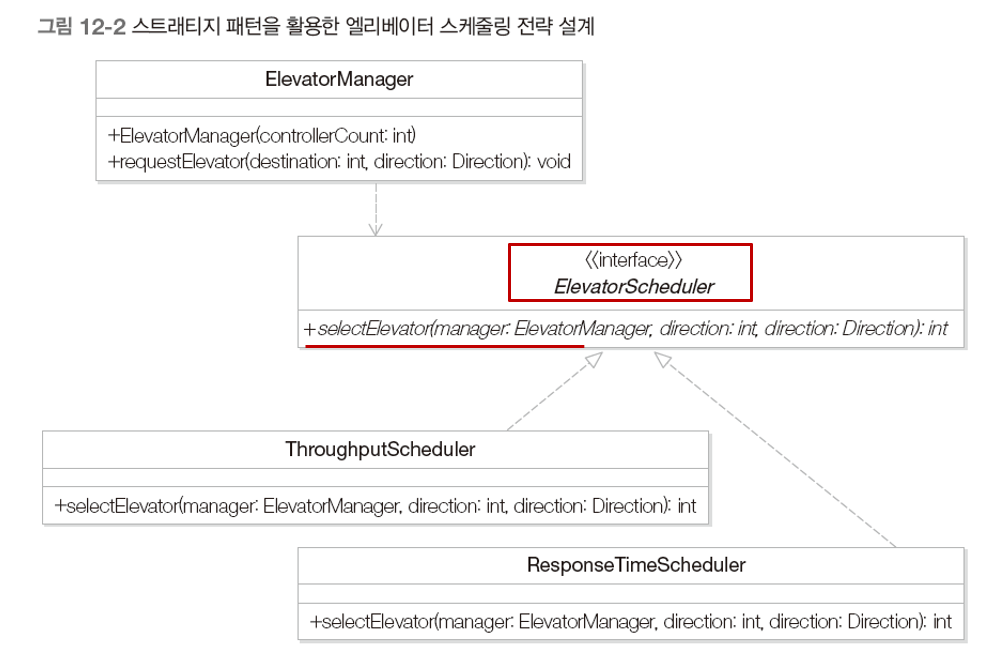 그림 12-2 스트래티지 패턴을 활용한 엘리베이터 스케줄링 전략 설계
ElevatorManager
+ElevatorManager(controllerCount: int)
+requestElevator(destination: int, direction: Direction): void
《interface》
ElevatorScheduler
+selectElevator(manager: ElevatorManager, direction: int, direction: Direction): int
ThroughputScheduler
+selectElevator(manager: ElevatorManager, direction: int, direction: Direction): int
ResponseTimeScheduler
+selectElevator(manager: ElevatorManager, direction: int, direction: Direction): int